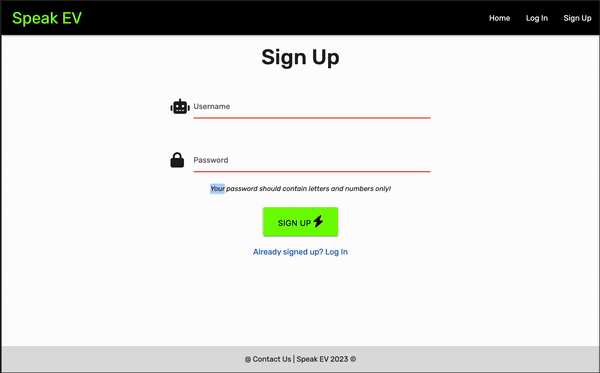 Speak EV
Home Log In Sign Up
Sign Up
Username
Password
Your password should contain letters and numbers only!
SIGN UP
Already signed up? Log In
@ Contact Us | Speak EV 2023 ©